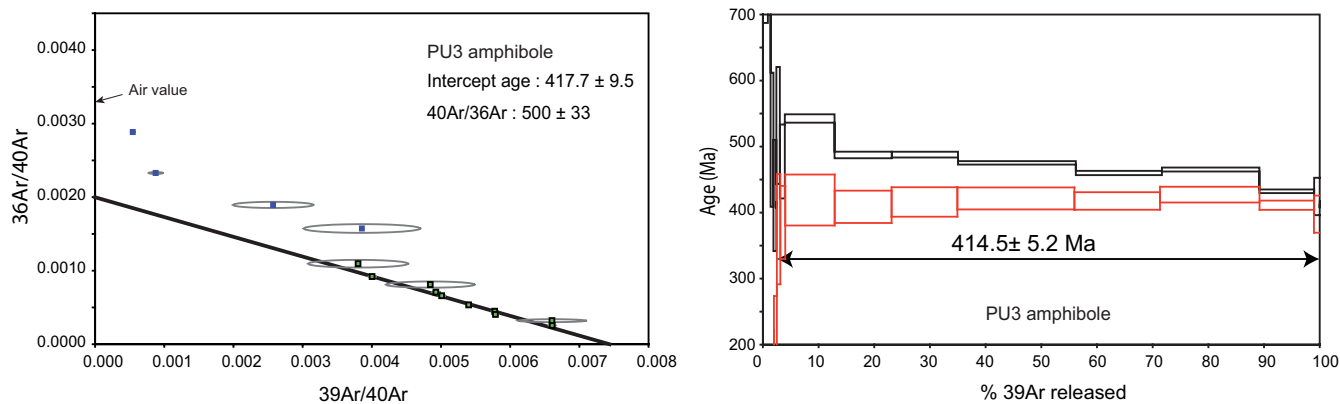 0.0040
0.0030
0.0020
0.0010
0.0000
36Ar/40Ar
Air value
PU3 amphibole
Intercept age : 417.7 ± 9.5
40Ar/36Ar : 500 ± 33
0.000 0.001 0.002 0.003 0.004 0.005 0.006 0.007 0.008
39Ar/40Ar
700
600
500
400
300
200
Age (Ma)
414.5± 5.2 Ma
PU3 amphibole
0 10 20 30 40 50 60 70 80 90 100
% 39Ar released